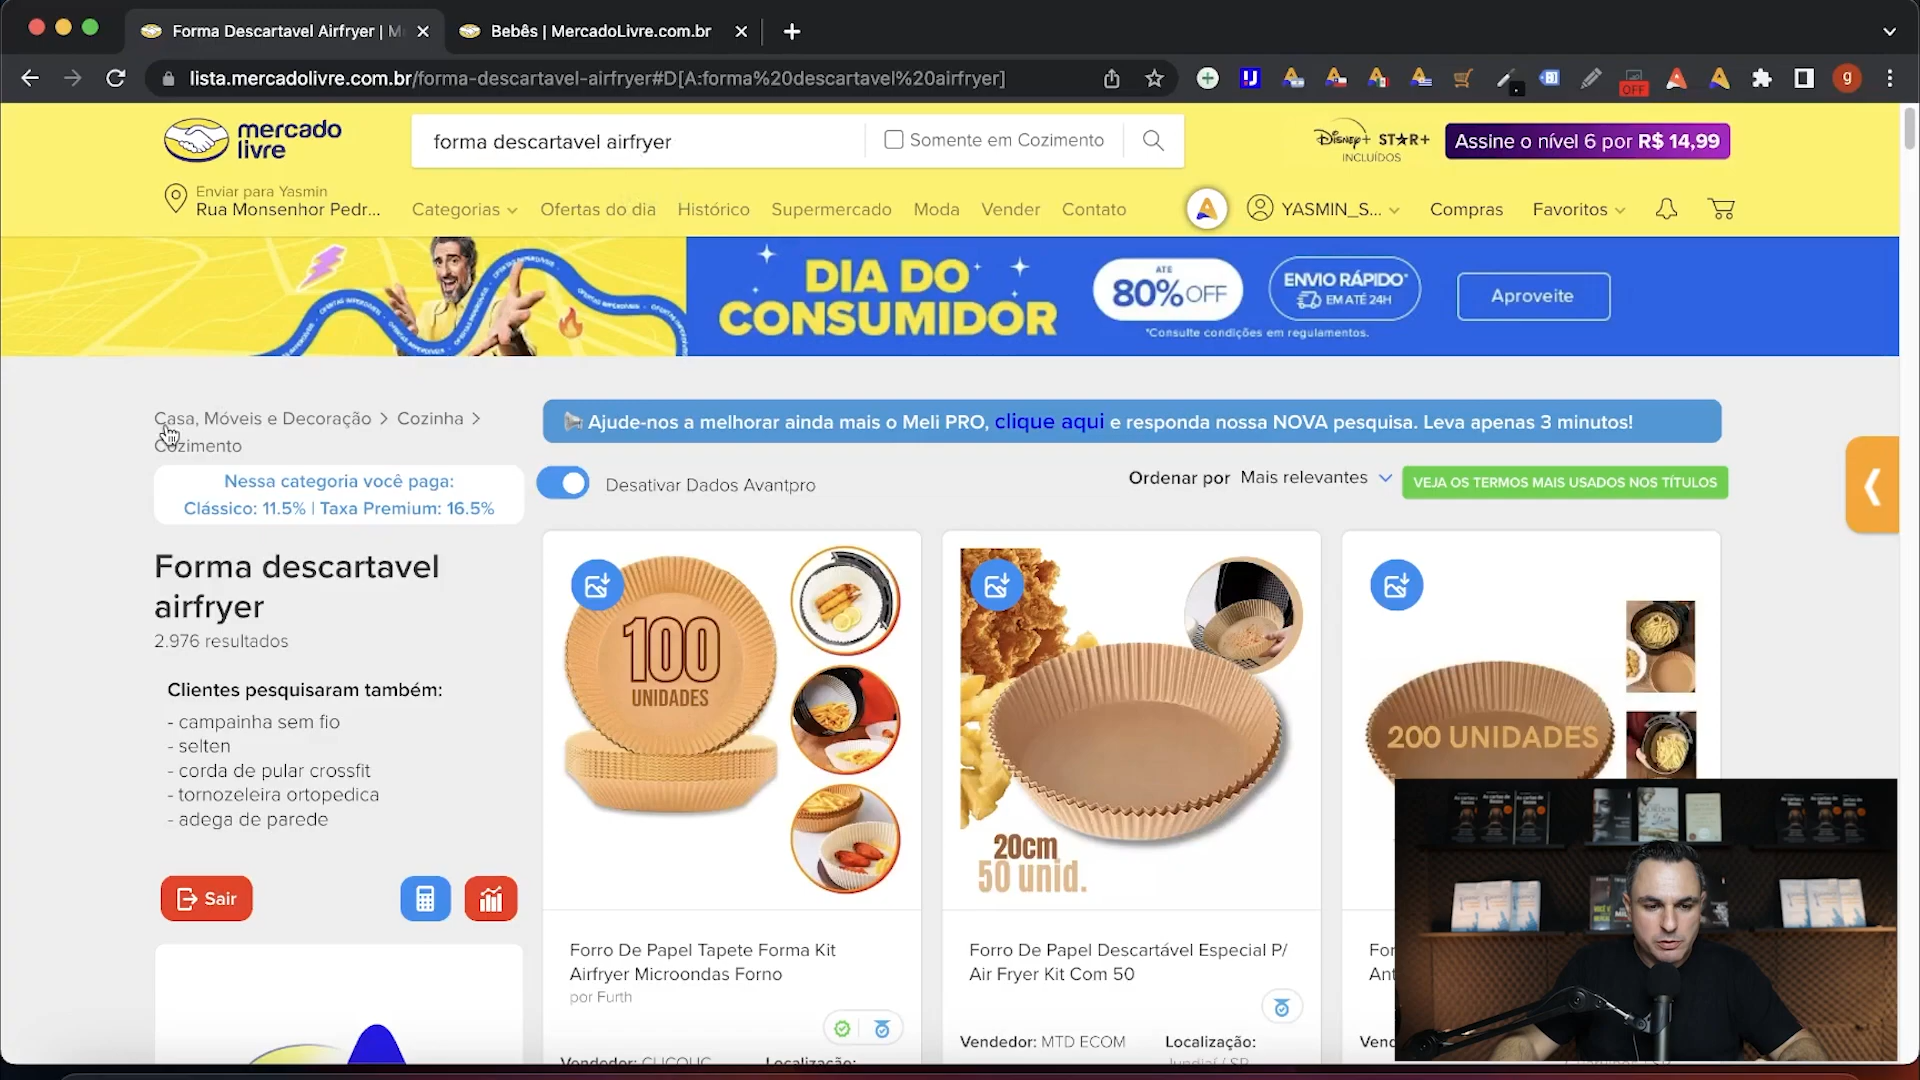 Forma Descartavel Airfryer | M
Bebês | MercadoLivre.com.br
lista.mercadolivre.com.br/forma-descartavel-airfryer#D[A:forma%20descartavel%20airfryer]
OFF
g
mercado
livre
forma descartavel airfryer
Somente em Cozimento
Disney+ STAR+
INCLUÍDOS
Assine o nível 6 por R$ 14,99
Enviar para Yasmin
Rua Monsenhor Pedr...
Categorias
Ofertas do dia
Histórico
Supermercado
Moda
Vender
Contato
YASMIN_S...
Compras
Favoritos
DIA DO
CONSUMIDOR
ATÉ
80% OFF
ENVIO RÁPIDO*
EM ATÉ 24H
*Consulte condições em regulamentos.
Aproveite
Casa, Móveis e Decoração > Cozinha >
Cozimento
Ajude-nos a melhorar ainda mais o Meli PRO, clique aqui e responda nossa NOVA pesquisa. Leva apenas 3 minutos!
Nessa categoria você paga:
Clássico: 11.5% | Taxa Premium: 16.5%
Desativar Dados Avantpro
Ordenar por Mais relevantes
VEJA OS TERMOS MAIS USADOS NOS TÍTULOS
Forma descartavel
airfryer
2.976 resultados
Clientes pesquisaram também:
- campainha sem fio
- selten
- corda de pular crossfit
- tornozeleira ortopedica
- adega de parede
Sair
100
UNIDADES
20cm
50 unid.
200 UNIDADES
Forro De Papel Tapete Forma Kit
Airfryer Microondas Forno
por Furth
Forro De Papel Descartável Especial P/
Air Fryer Kit Com 50
Vendedor: MTD ECOM
Localização:
Jundiaí / SP
Vendedor:
Localização: